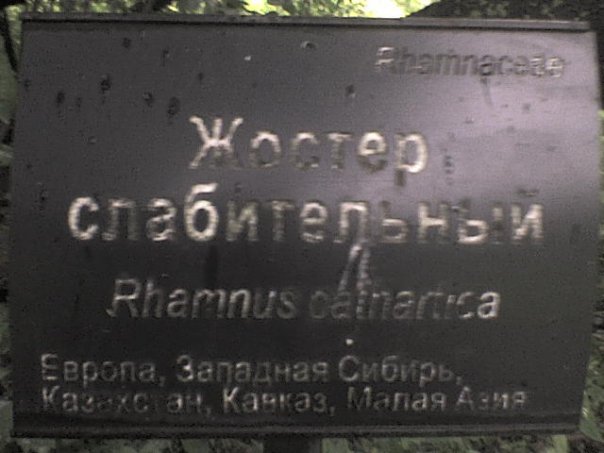 Rhamnaceae
Жостер
слабительный
Rhamnus cathartica
Европа, Западная Сибирь,
Казахстан, Кавказ, Малая Азия